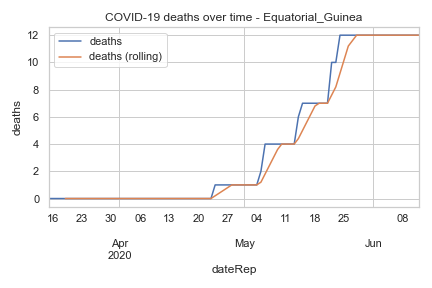 COVID-19 deaths over time - Equatorial_Guinea
deaths
deaths (rolling)
12
10
8
6
4
2
0
deaths
16 23 30 06 13 20 27 04 11 18 25 08
Apr May Jun
2020
dateRep